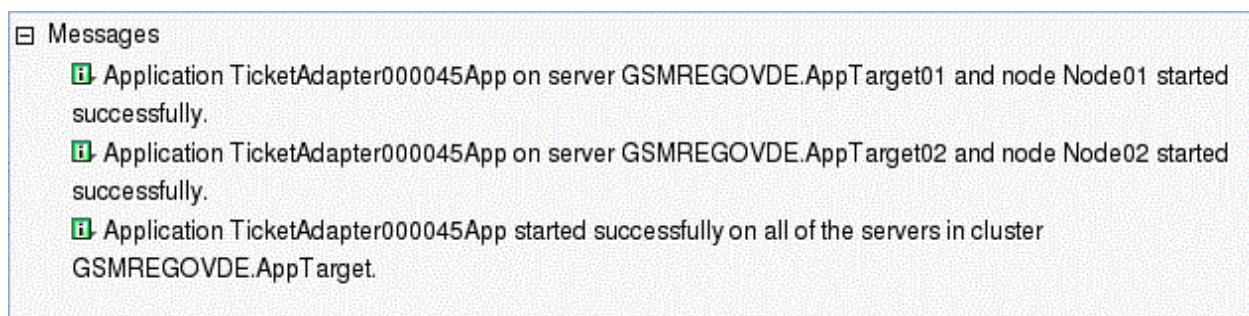 Messages
Application TicketAdapter000045App on server GSMREGOVDE.AppTarget01 and node Node01 started
successfully.
Application TicketAdapter000045App on server GSMREGOVDE.AppTarget02 and node Node02 started
successfully.
Application TicketAdapter000045App started successfully on all of the servers in cluster
GSMREGOVDE.AppTarget.